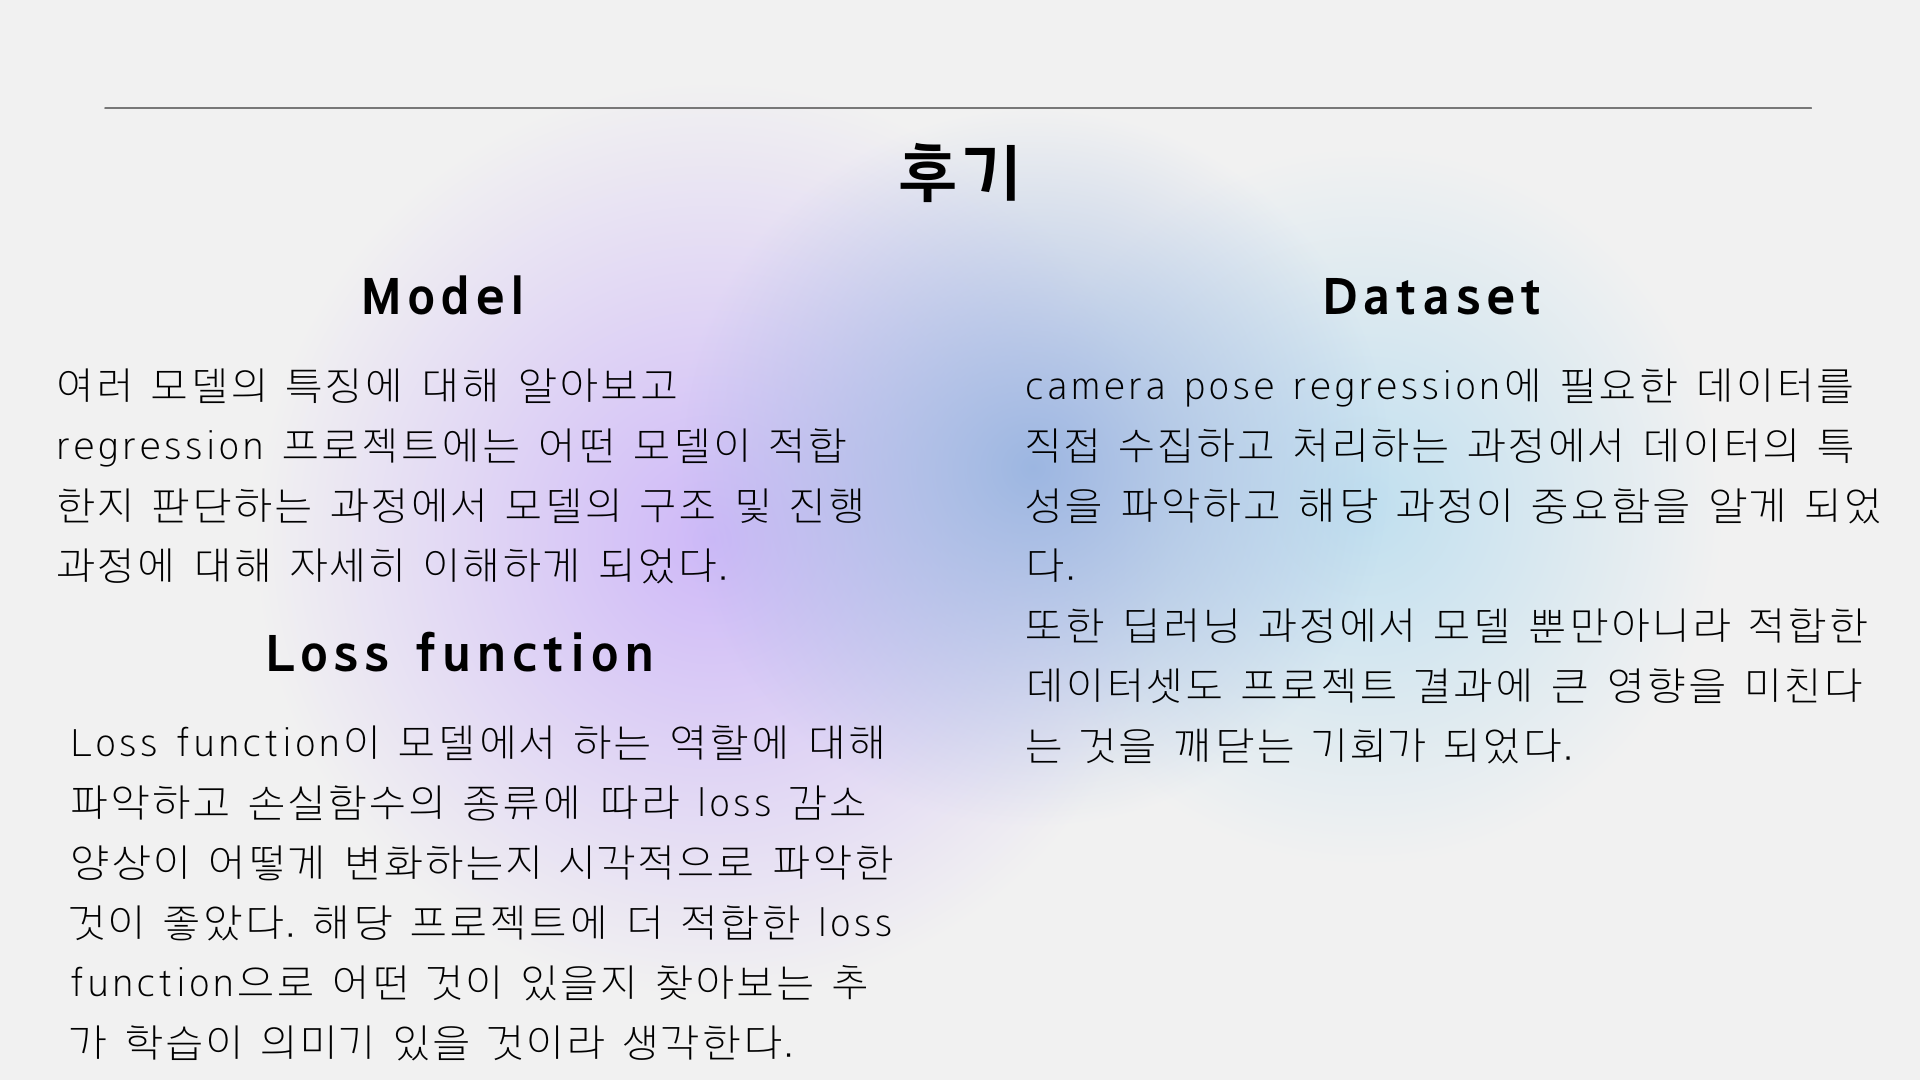 후기
Model
여러 모델의 특징에 대해 알아보고
regression 프로젝트에는 어떤 모델이 적합
한지 판단하는 과정에서 모델의 구조 및 진행
과정에 대해 자세히 이해하게 되었다.
Loss function
Loss function이 모델에서 하는 역할에 대해
파악하고 손실함수의 종류에 따라 loss 감소
양상이 어떻게 변화하는지 시각적으로 파악한
것이 좋았다. 해당 프로젝트에 더 적합한 loss
function으로 어떤 것이 있을지 찾아보는 추
가 학습이 의미기 있을 것이라 생각한다.
Dataset
camera pose regression에 필요한 데이터를
직접 수집하고 처리하는 과정에서 데이터의 특
성을 파악하고 해당 과정이 중요함을 알게 되었
다.
또한 딥러닝 과정에서 모델 뿐만아니라 적합한
데이터셋도 프로젝트 결과에 큰 영향을 미친다
는 것을 깨닫는 기회가 되었다.